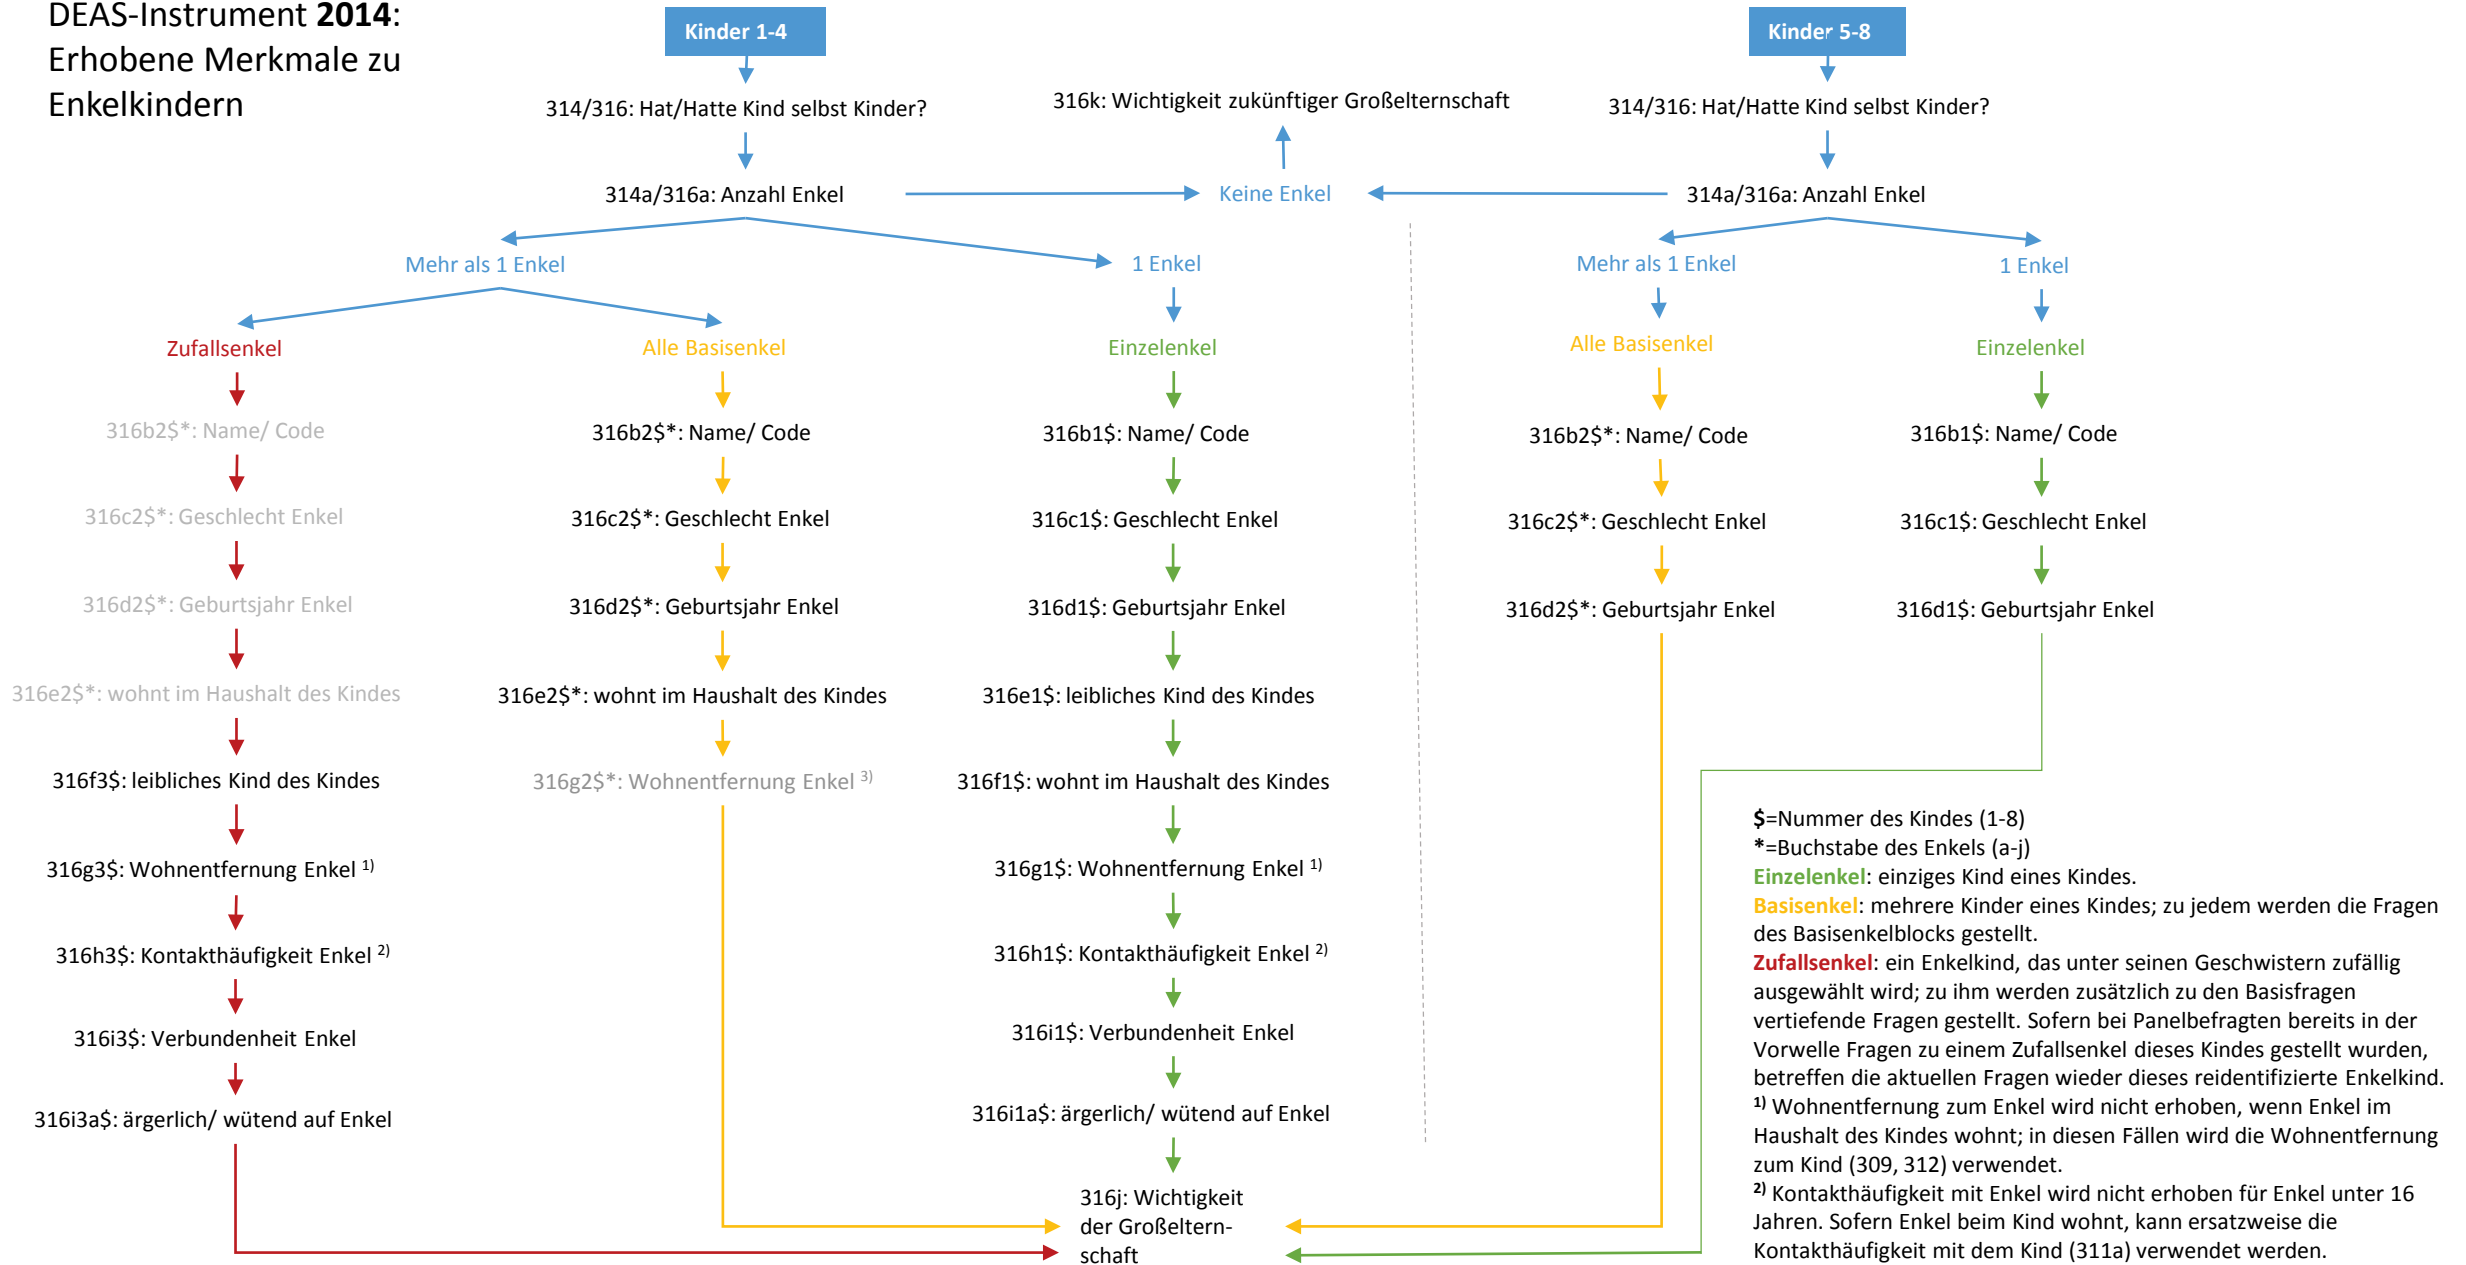 DEAS-Instrument 2014:
Erhobene Merkmale zu
Enkelkindern
Kinder 1-4
Kinder 5-8
314/316: Hat/Hatte Kind selbst Kinder?
316k: Wichtigkeit zukünftiger Großelternschaft
314/316: Hat/Hatte Kind selbst Kinder?
314a/316a: Anzahl Enkel
Keine Enkel
314a/316a: Anzahl Enkel
Mehr als 1 Enkel
1 Enkel
Mehr als 1 Enkel
1 Enkel
Zufallsenkel
Alle Basisenkel
Einzelenkel
Alle Basisenkel
Einzelenkel
316b2$*: Name/ Code
316b2$*: Name/ Code
316b1$: Name/ Code
316b2$*: Name/ Code
316b1$: Name/ Code
316c2$*: Geschlecht Enkel
316c2$*: Geschlecht Enkel
316c1$: Geschlecht Enkel
316c2$*: Geschlecht Enkel
316c1$: Geschlecht Enkel
316d2$*: Geburtsjahr Enkel
316d2$*: Geburtsjahr Enkel
316d1$: Geburtsjahr Enkel
316d2$*: Geburtsjahr Enkel
316d1$: Geburtsjahr Enkel
316e2$*: wohnt im Haushalt des Kindes
316e2$*: wohnt im Haushalt des Kindes
316e1$: leibliches Kind des Kindes
316f3$: leibliches Kind des Kindes
316g2$*: Wohnentfernung Enkel 3)
316f1$: wohnt im Haushalt des Kindes
316g3$: Wohnentfernung Enkel 1)
316g1$: Wohnentfernung Enkel 1)
316h3$: Kontakthäufigkeit Enkel 2)
316h1$: Kontakthäufigkeit Enkel 2)
316i3$: Verbundenheit Enkel
316i1$: Verbundenheit Enkel
316i3a$: ärgerlich/ wütend auf Enkel
316i1a$: ärgerlich/ wütend auf Enkel
316j: Wichtigkeit
der Großeltern-
schaft
$=Nummer des Kindes (1-8)
*=Buchstabe des Enkels (a-j)
Einzelenkel: einziges Kind eines Kindes.
Basisenkel: mehrere Kinder eines Kindes; zu jedem werden die Fragen
des Basisenkelblocks gestellt.
Zufallsenkel: ein Enkelkind, das unter seinen Geschwistern zufällig
ausgewählt wird; zu ihm werden zusätzlich zu den Basisfragen
vertiefende Fragen gestellt. Sofern bei Panelbefragten bereits in der
Vorwelle Fragen zu einem Zufallsenkel dieses Kindes gestellt wurden,
betreffen die aktuellen Fragen wieder dieses reidentifizierte Enkelkind.
1) Wohnentfernung zum Enkel wird nicht erhoben, wenn Enkel im
Haushalt des Kindes wohnt; in diesen Fällen wird die Wohnentfernung
zum Kind (309, 312) verwendet.
2) Kontakthäufigkeit mit Enkel wird nicht erhoben für Enkel unter 16
Jahren. Sofern Enkel beim Kind wohnt, kann ersatzweise die
Kontakthäufigkeit mit dem Kind (311a) verwendet werden.